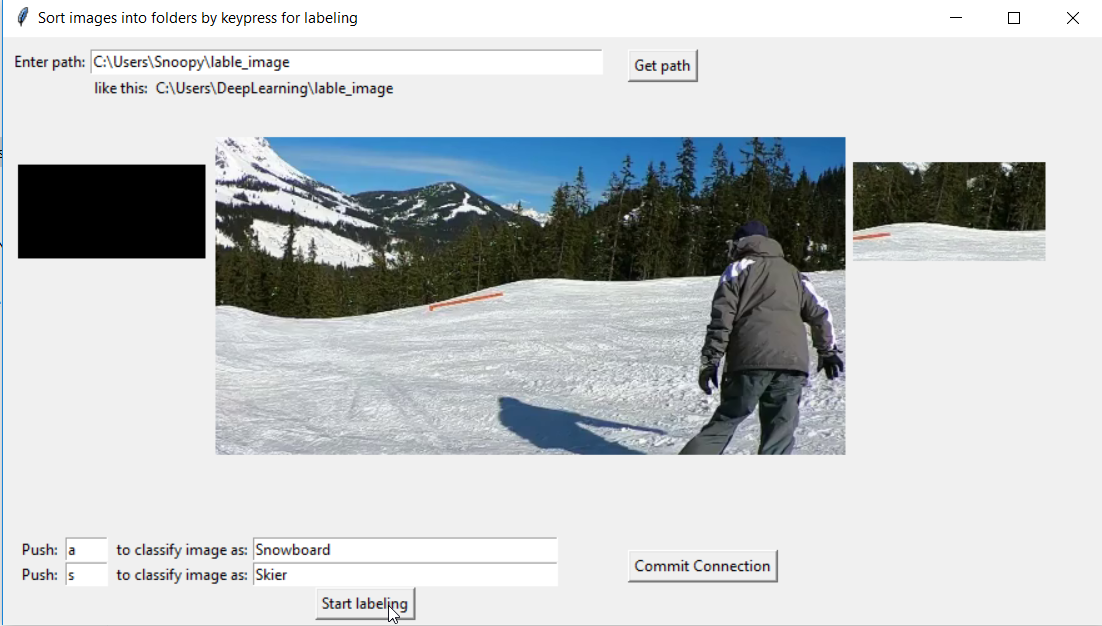 Sort images into folders by keypress for labeling
Enter path: C:\Users\Snoopy\lable_image Get path
like this: C:\Users\DeepLearning\lable_image
Push: a to classify image as: Snowboard
Push: s to classify image as: Skier
Commit Connection
Start labeling